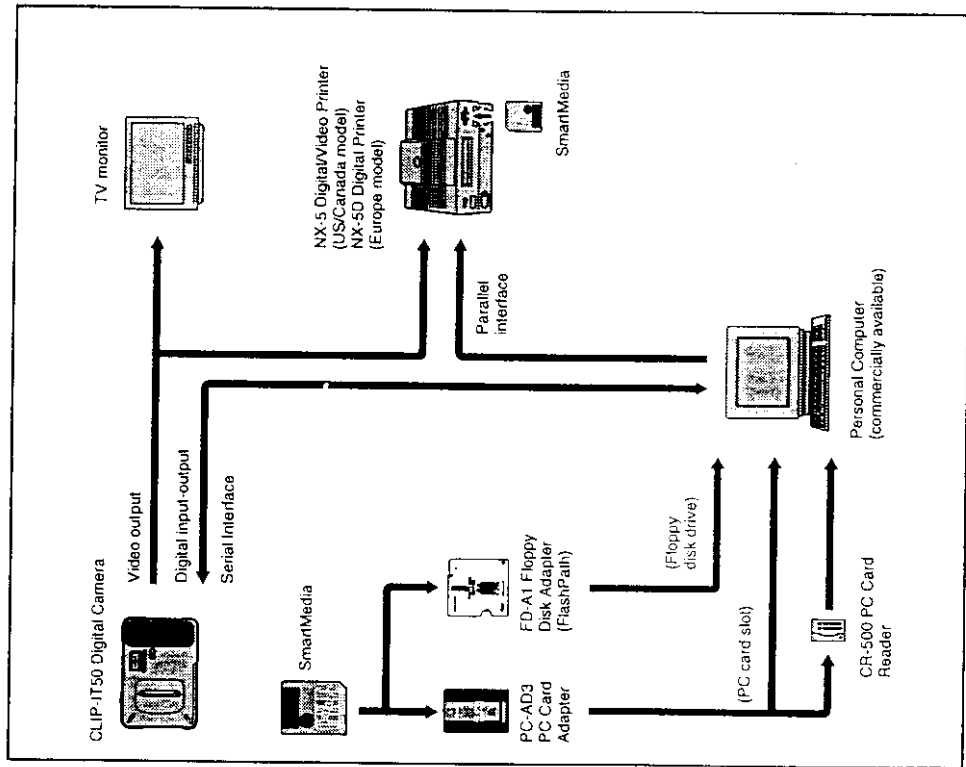 CLIP-IT50 Digital Camera
Video output
Digital input-output
Serial Interface
TV monitor
NX-5 Digital/Video Printer
(US/Canada model)
NX-5D Digital Printer
(Europe model)
SmartMedia
Parallel
interface
SmartMedia
PC-AD3
PC Card
Adapter
FD-A1 Floppy
Disk Adapter
(FlashPath)
(Floppy
disk drive)
(PC card slot)
CR-500 PC Card
Reader
Personal Computer
(commercially available)